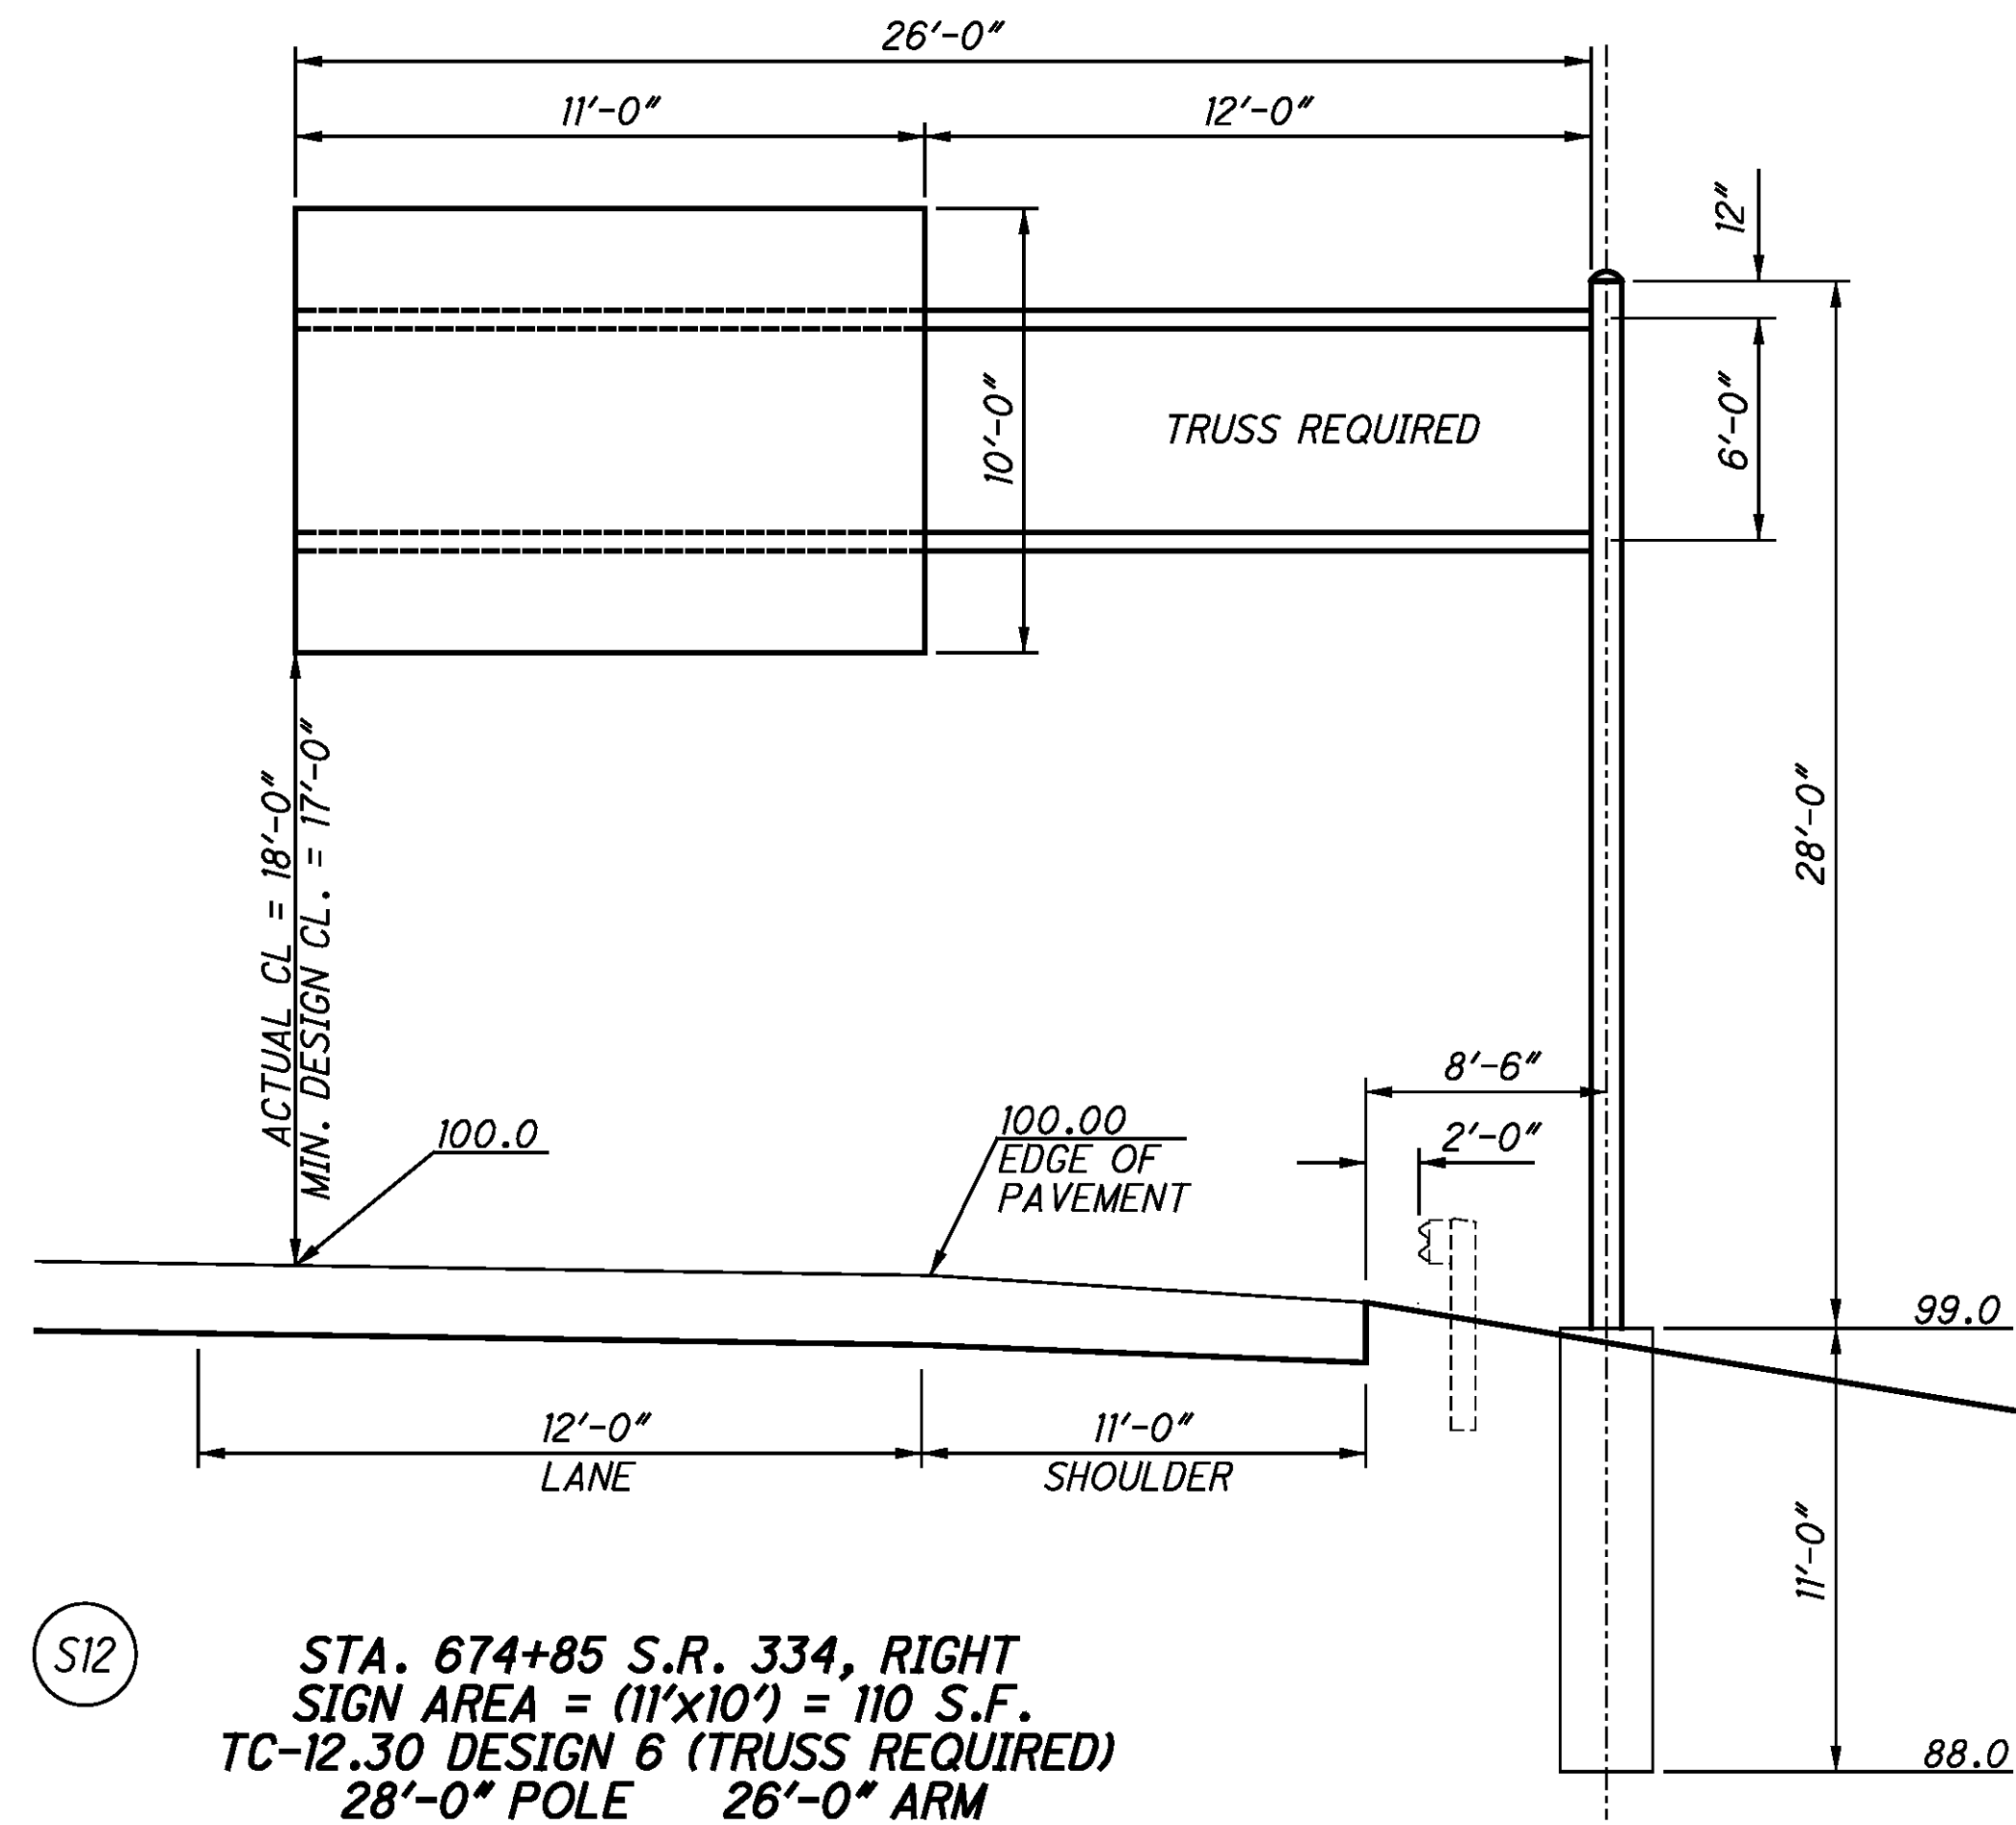 26'-0"
11'-0"
12'-0"
12"
10'-0"
TRUSS REQUIRED
6'-0"
ACTUAL CL = 18'-0"
MIN. DESIGN CL. = 17'-0"
28'-0"
8'-6"
2'-0"
100.0
100.00
EDGE OF
PAVEMENT
99.0
12'-0"
LANE
11'-0"
SHOULDER
11'-0"
88.0
S12
STA. 674+85 S.R. 334, RIGHT
SIGN AREA = (11'x10') = 110 S.F.
TC-12.30 DESIGN 6 (TRUSS REQUIRED)
28'-0" POLE 26'-0" ARM